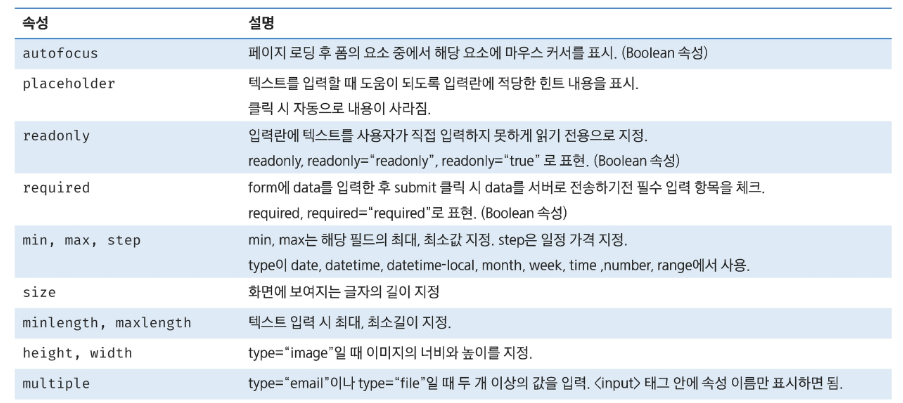 속성 설명
autofocus 페이지 로딩 후 폼의 요소 중에서 해당 요소에 마우스 커서를 표시. (Boolean 속성)
placeholder 텍스트를 입력할 때 도움이 되도록 입력란에 적당한 힌트 내용을 표시.
클릭 시 자동으로 내용이 사라짐.
readonly 입력란에 텍스트를 사용자가 직접 입력하지 못하게 읽기 전용으로 지정.
readonly, readonly=“readonly”, readonly=“true” 로 표현. (Boolean 속성)
required form에 data를 입력한 후 submit 클릭 시 data를 서버로 전송하기전 필수 입력 항목을 체크.
required, required=“required”로 표현. (Boolean 속성)
min, max, step min, max는 해당 필드의 최대, 최소값 지정. step은 일정 가격 지정.
type이 date, datetime, datetime-local, month, week, time ,number, range에서 사용.
size 화면에 보여지는 글자의 길이 지정
minlength, maxlength 텍스트 입력 시 최대, 최소길이 지정.
height, width type=“image”일 때 이미지의 너비와 높이를 지정.
multiple type=“email”이나 type=“file”일 때 두 개 이상의 값을 입력. <input> 태그 안에 속성 이름만 표시하면 됨.